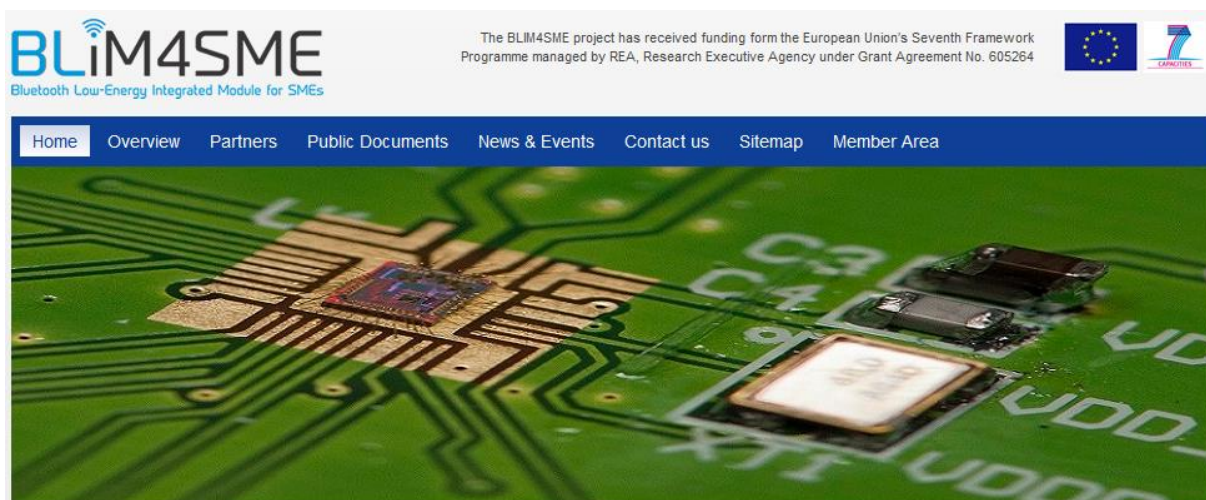 BLiM4SME
Bluetooth Low-Energy Integrated Module for SMEs
The BLIM4SME project has received funding form the European Union's Seventh Framework
Programme managed by REA, Research Executive Agency under Grant Agreement No. 605264
7
CAPACITIES
Home Overview Partners Public Documents News & Events Contact us Sitemap Member Area
C3
C4
VD
VDD_
XTI
VDD